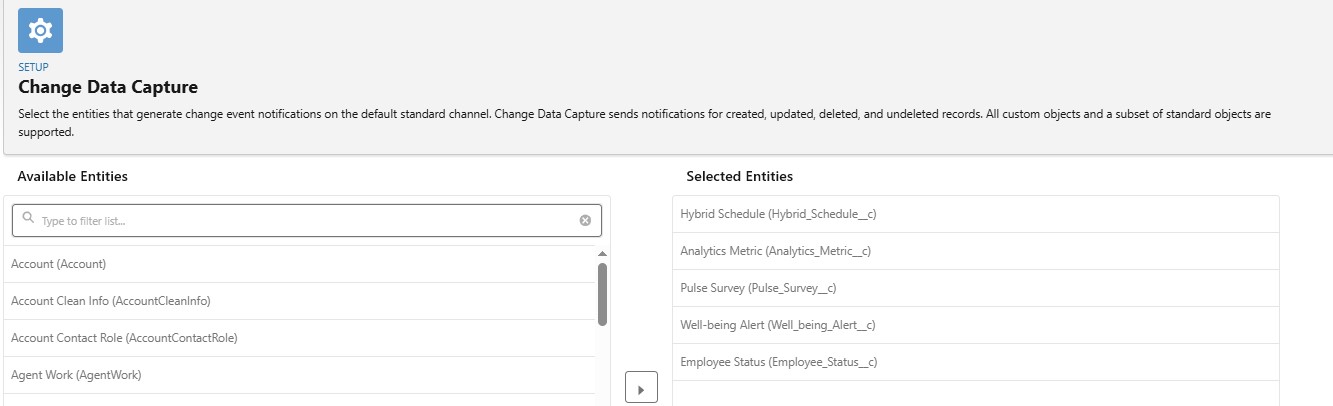 SETUP
Change Data Capture
Select the entities that generate change event notifications on the default standard channel. Change Data Capture sends notifications for created, updated, deleted, and undeleted records. All custom objects and a subset of standard objects are
supported.
Available Entities
Type to filter list...
Account (Account)
Account Clean Info (AccountCleanInfo)
Account Contact Role (AccountContactRole)
Agent Work (AgentWork)
Selected Entities
Hybrid Schedule (Hybrid_Schedule__c)
Analytics Metric (Analytics_Metric__c)
Pulse Survey (Pulse_Survey__c)
Well-being Alert (Well_being_Alert__c)
Employee Status (Employee_Status__c)